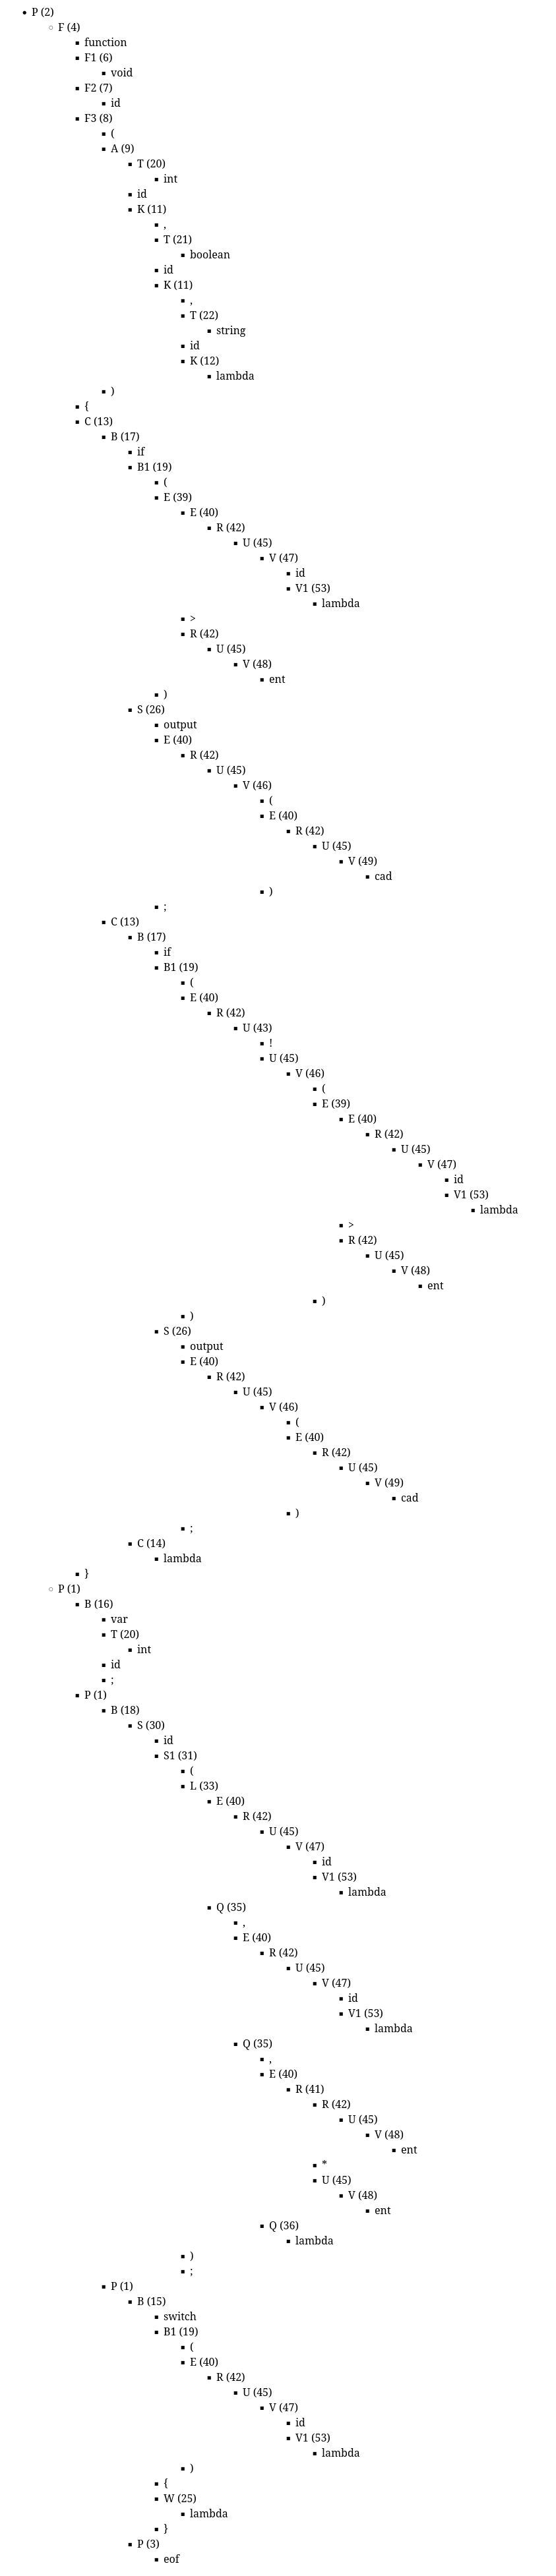 P (2)
F (4)
function
F1 (6)
void
F2 (7)
id
F3 (8)
(
A (9)
T (20)
int
id
K (11)
,
T (21)
boolean
id
K (11)
,
T (22)
string
id
K (12)
lambda
)
{
C (13)
B (17)
if
B1 (19)
(
E (39)
E (40)
R (42)
U (45)
V (47)
id
V1 (53)
lambda
>
R (42)
U (45)
V (48)
ent
)
S (26)
output
E (40)
R (42)
U (45)
V (46)
(
E (40)
R (42)
U (45)
V (49)
cad
)
;
C (13)
B (17)
if
B1 (19)
(
E (40)
R (42)
U (43)
!
U (45)
V (46)
(
E (39)
E (40)
R (42)
U (45)
V (47)
id
V1 (53)
lambda
>
R (42)
U (45)
V (48)
ent
)
)
S (26)
output
E (40)
R (42)
U (45)
V (46)
(
E (40)
R (42)
U (45)
V (49)
cad
)
;
C (14)
lambda
}
P (1)
B (16)
var
T (20)
int
id
;
P (1)
B (18)
S (30)
id
S1 (31)
(
L (33)
E (40)
R (42)
U (45)
V (47)
id
V1 (53)
lambda
Q (35)
,
E (40)
R (42)
U (45)
V (47)
id
V1 (53)
lambda
Q (35)
,
E (40)
R (41)
R (42)
U (45)
V (48)
ent
*
U (45)
V (48)
ent
Q (36)
lambda
)
;
P (1)
B (15)
switch
B1 (19)
(
E (40)
R (42)
U (45)
V (47)
id
V1 (53)
lambda
)
{
W (25)
lambda
}
P (3)
eof